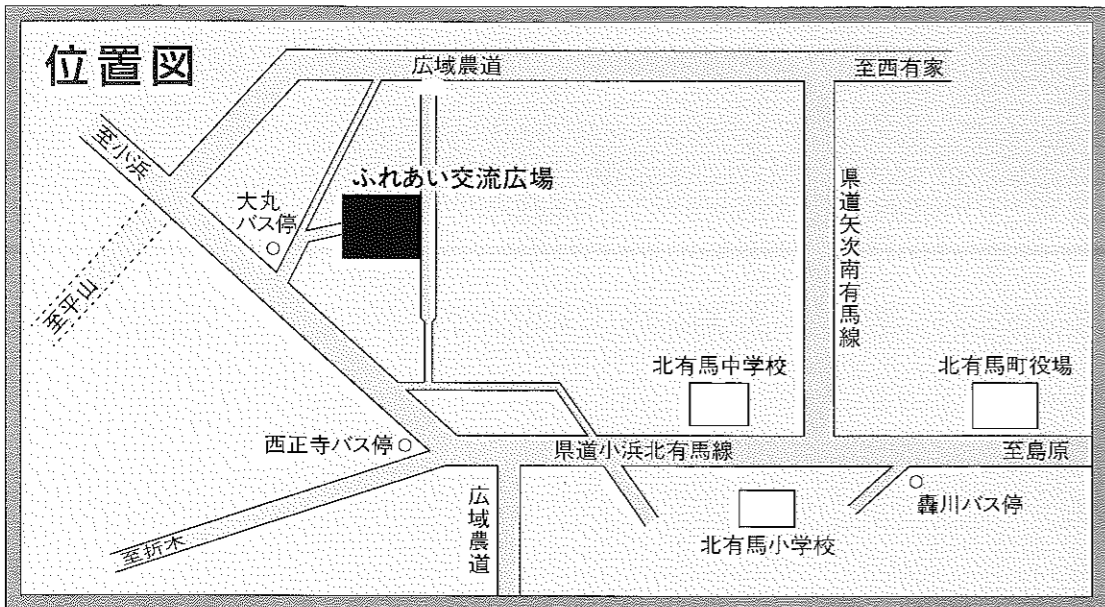 位置図
広域農道
至西有家
至小浜
ふれあい交流広場
大丸
バス停
県道矢次南有馬線
至平山
北有馬中学校
北有馬町役場
西正寺バス停
県道小浜北有馬線
至島原
広域農道
轟川バス停
至折木
北有馬小学校